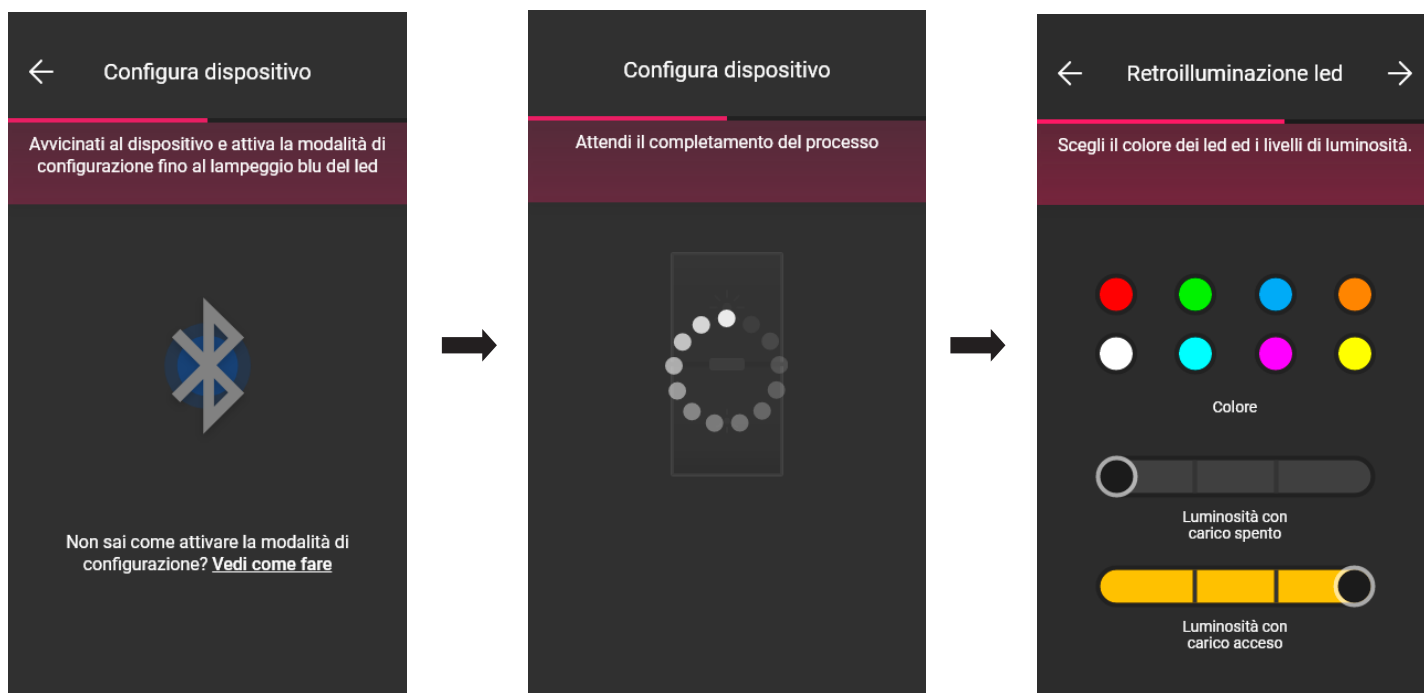 Configura dispositivo
Avvicinati al dispositivo e attiva la modalità di
configurazione fino al lampeggio blu del led
Non sai come attivare la modalità di
configurazione? Vedi come fare
Configura dispositivo
Attendi il completamento del processo
Retroilluminazione led
Scegli il colore dei led ed i livelli di luminosità.
Colore
Luminosità con
carico spento
Luminosità con
carico acceso